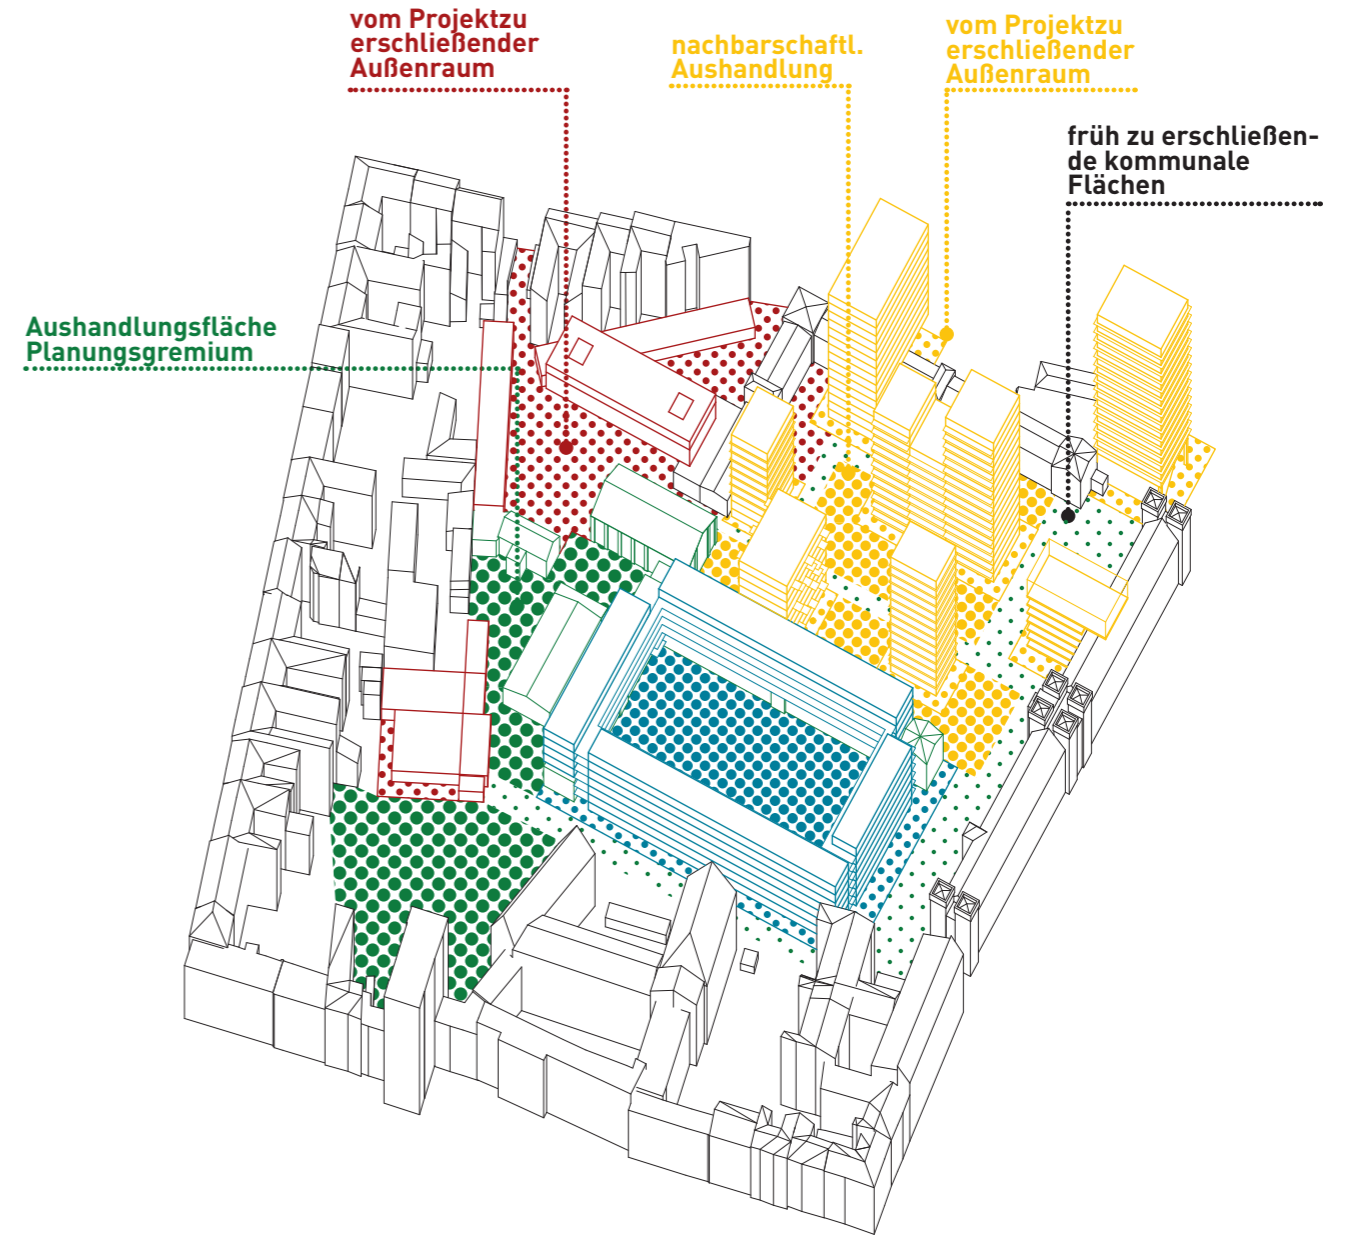 vom Projektzu
erschließender
Außenraum
nachbarschaftl.
Aushandlung
vom Projektzu
erschließender
Außenraum
früh zu erschließen-
de kommunale
Flächen
Aushandlungsfläche
Planungsgremium